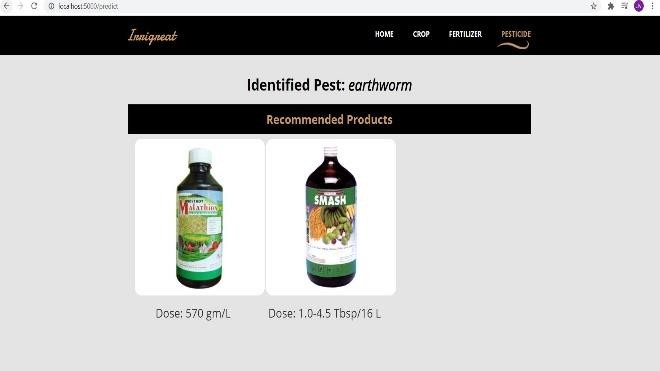 localhost:5000/predict
Irrigreat
HOME CROP FERTILIZER PESTICIDE
Identified Pest: earthworm
Recommended Products
Malathion
SMASH
Dose: 570 gm/L
Dose: 1.0-4.5 Tbsp/16 L